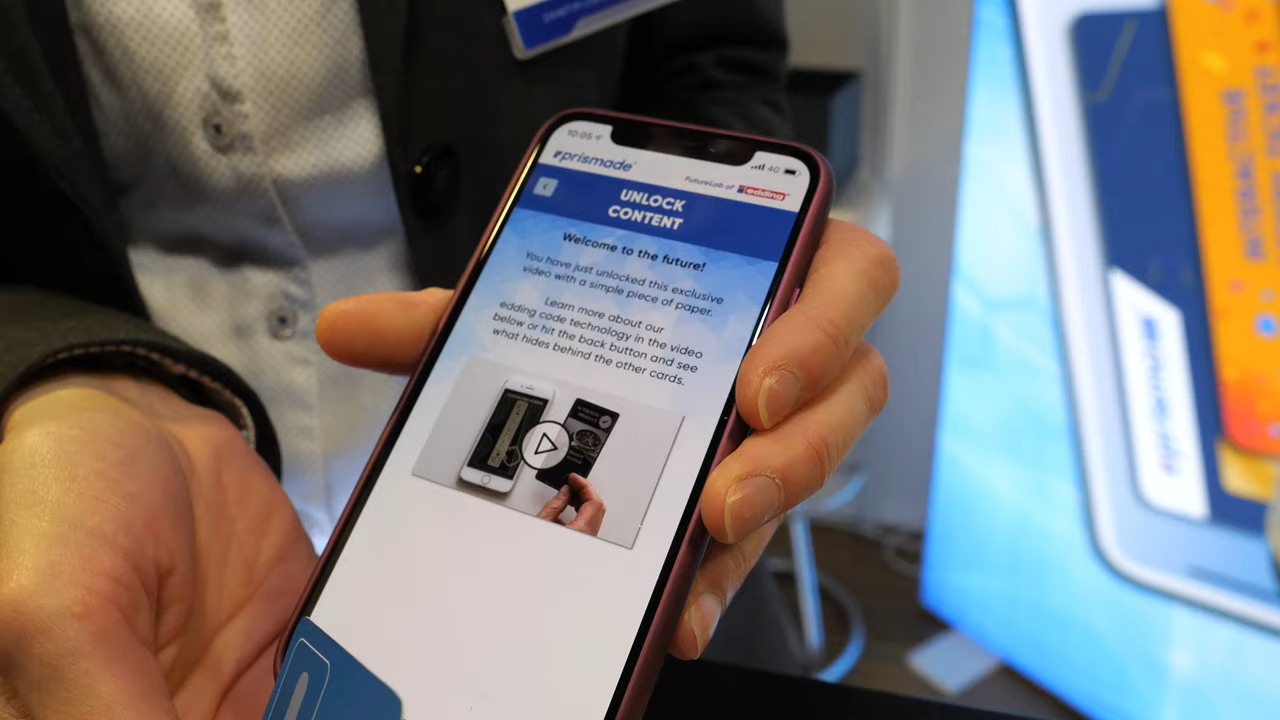 10:05
4G
prismade
FutureLab of edding
UNLOCK
CONTENT
Welcome to the future!
You have just unlocked this exclusive
video with a simple piece of paper.
Learn more about our
edding code technology in the video
below or hit the back button and see
what hides behind the other cards.
AUTHENTIC
PRODUCT